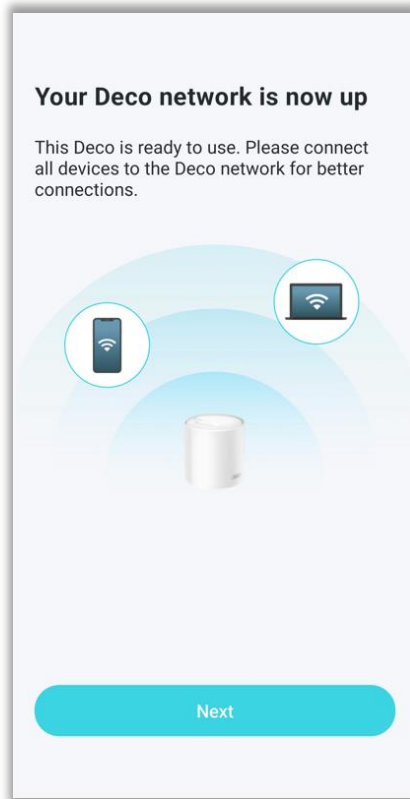 Your Deco network is now up
This Deco is ready to use. Please connect
all devices to the Deco network for better
connections.
Next